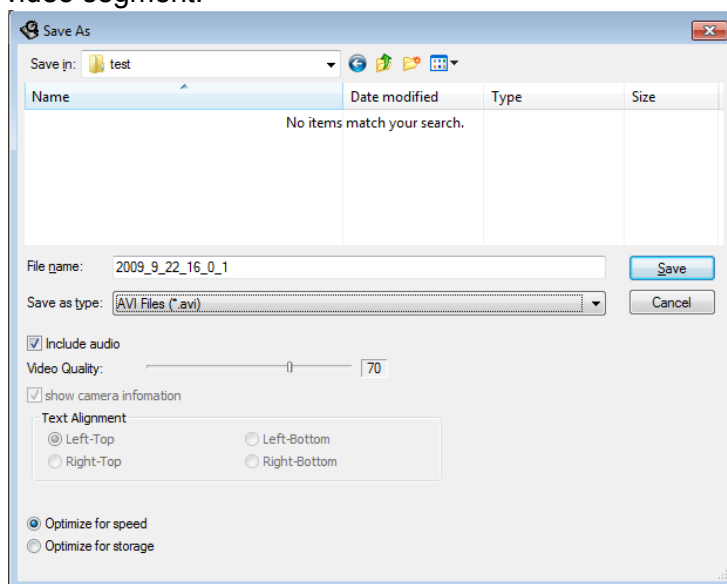 video segment.
Save As
Save in: test
Name Date modified Type Size
No items match your search.
File name: 2009_9_22_16_0_1 Save
Save as type: AVI Files (*.avi) Cancel
Include audio
Video Quality: 70
show camera infomation
Text Alignment
Left-Top Left-Bottom
Right-Top Right-Bottom
Optimize for speed
Optimize for storage